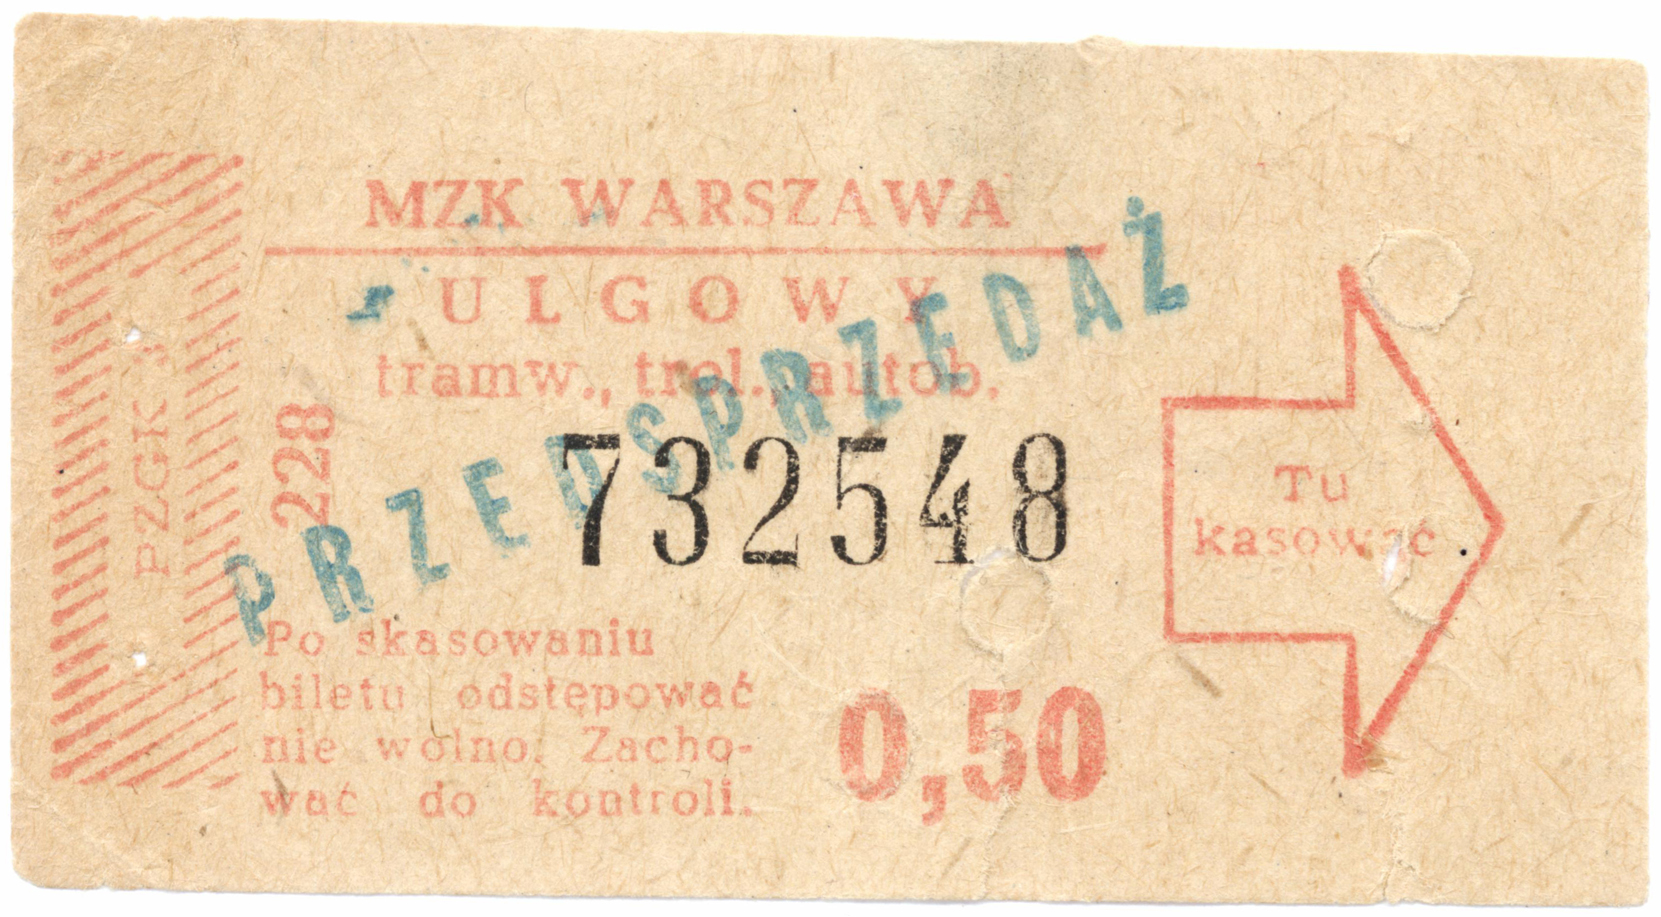 MZK WARSZAWA
ULGOWY
tramw., trol., autob.
PRZEDSPRZEDAŻ
PZGK 3
228
732548
Tu
kasować
Po skasowaniu
biletu odstępować
nie wolno. Zacho-
wać do kontroli.
0,50